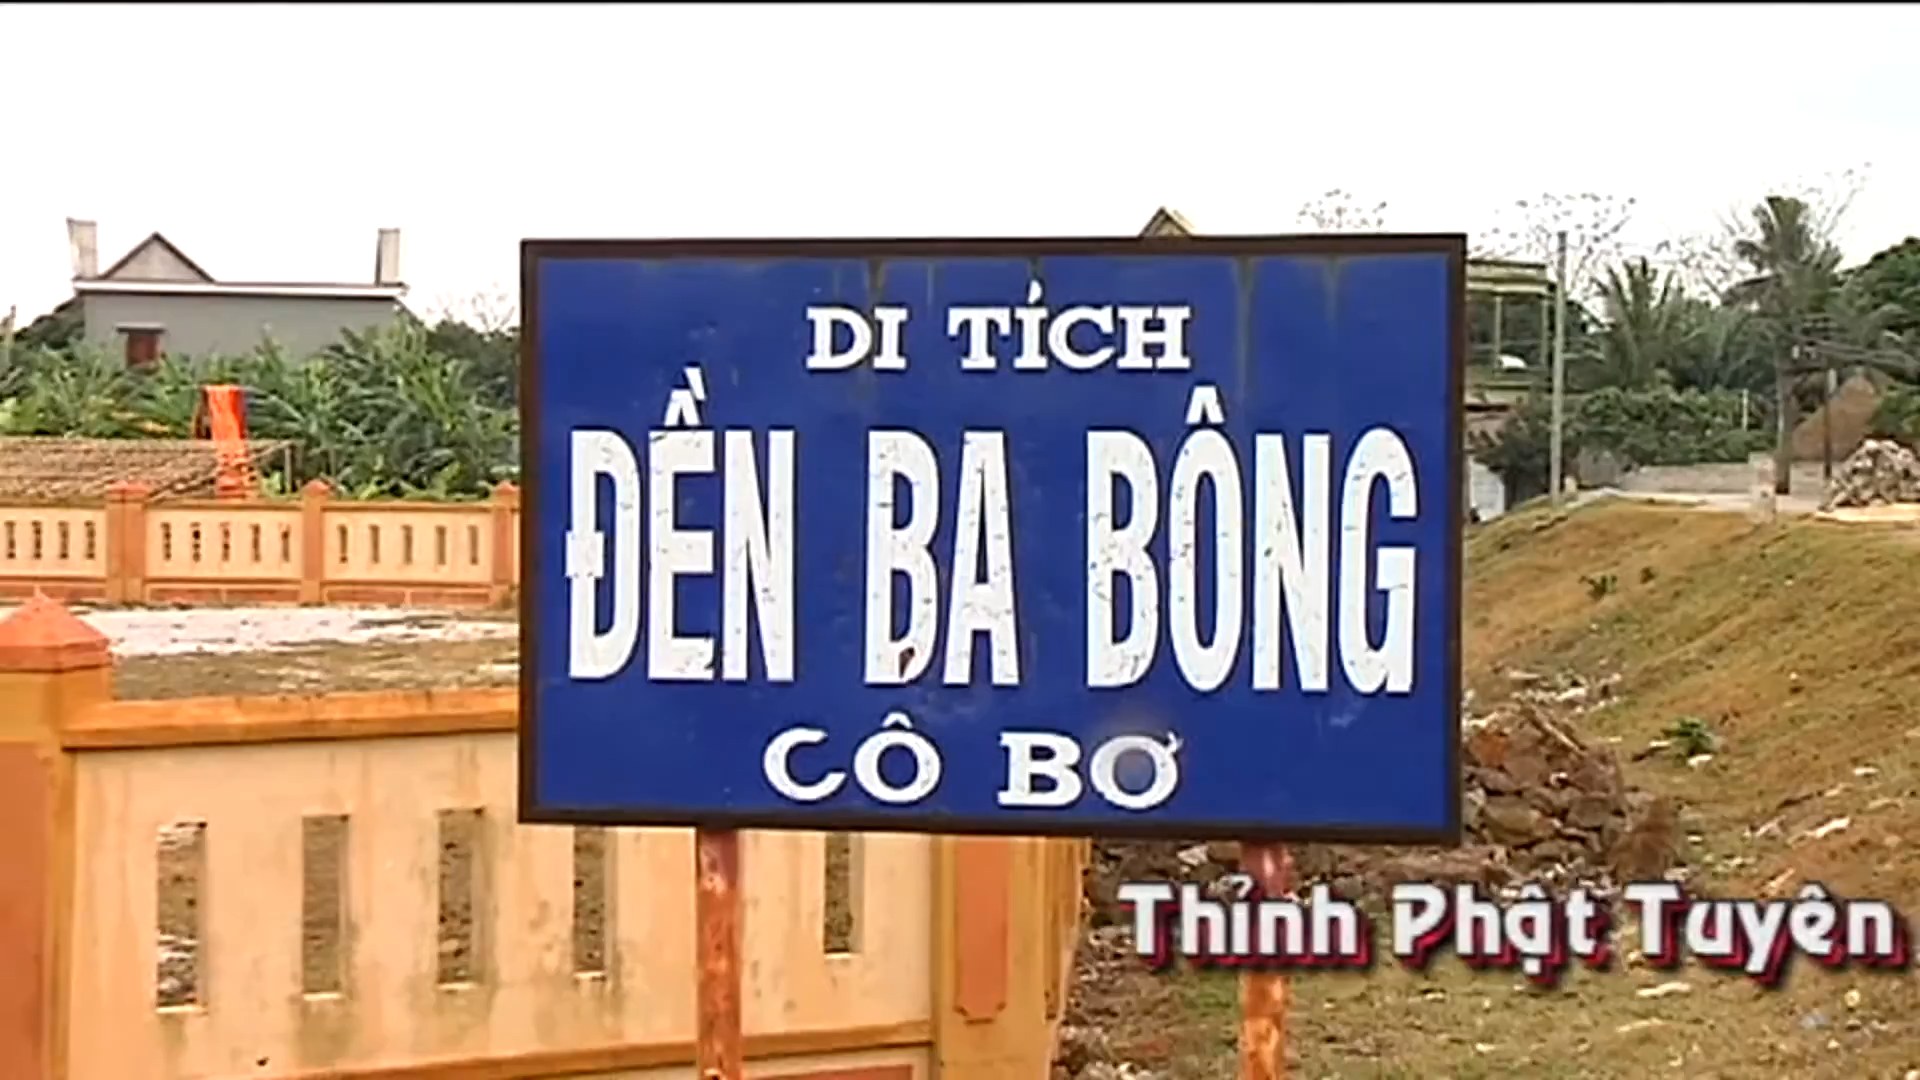 DI TÍCH
ĐỀN BA BÔNG
CÔ BƠ
Thỉnh Phật Tuyên